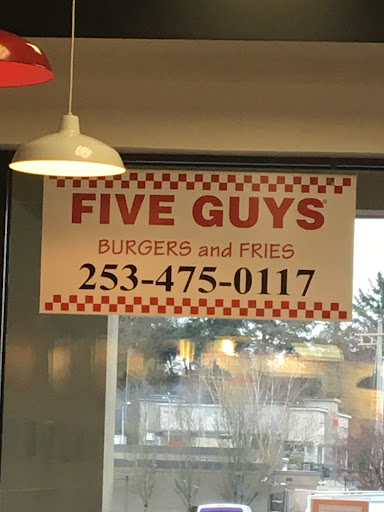 FIVE GUYS®
BURGERS and FRIES
253-475-0117